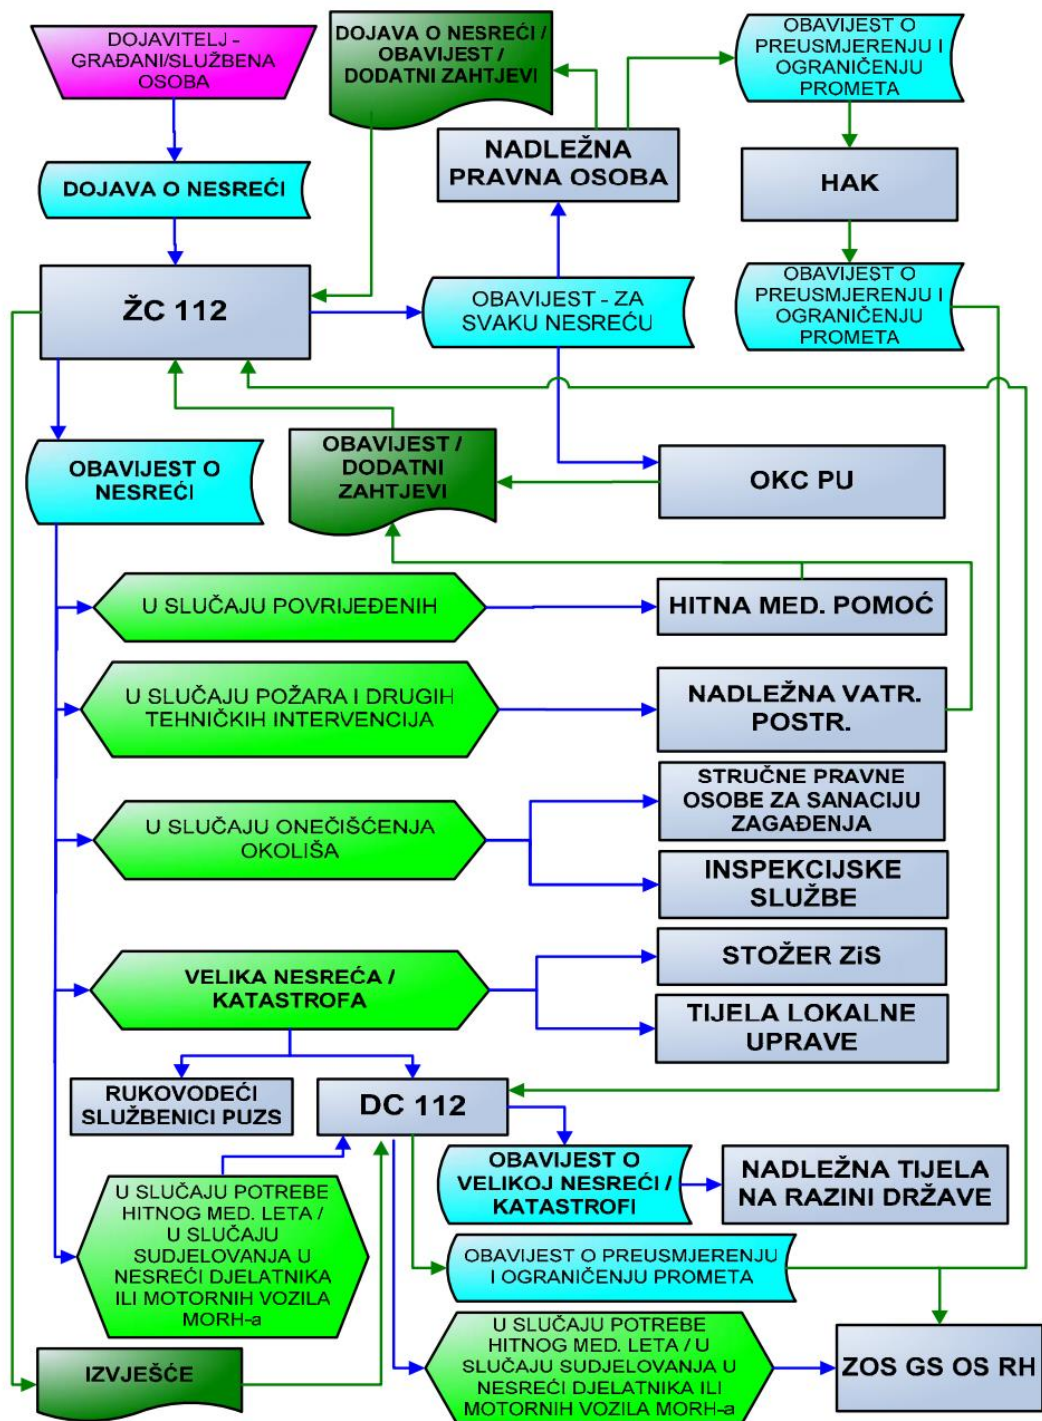 DOJAVITELJ -
GRAĐANI/SLUŽBENA
OSOBA
DOJAVA O NESREĆI /
OBAVIJEST /
DODATNI ZAHTJEVI
OBAVIJEST O
PREUSMJERENJU I
OGRANIČENJU
PROMETA
NADLEŽNA
PRAVNA OSOBA
DOJAVA O NESREĆI
HAK
ŽC 112
OBAVIJEST - ZA
SVAKU NESREĆU
OBAVIJEST O
PREUSMJERENJU I
OGRANIČENJU
PROMETA
OBAVIJEST O
NESREĆI
OBAVIJEST /
DODATNI
ZAHTJEVI
OKC PU
U SLUČAJU POVRIJEĐENIH
HITNA MED. POMOĆ
U SLUČAJU POŽARA I DRUGIH
TEHNIČKIH INTERVENCIJA
NADLEŽNA VATR.
POSTR.
U SLUČAJU ONEČIŠĆENJA
OKOLIŠA
STRUČNE PRAVNE
OSOBE ZA SANACIJU
ZAGAĐENJA
INSPEKCIJSKE
SLUŽBE
VELIKA NESREĆA /
KATASTROFA
STOŽER ZiS
TIJELA LOKALNE
UPRAVE
RUKOVODEĆI
SLUŽBENICI PUZS
DC 112
OBAVIJEST O
VELIKOJ NESREĆI /
KATASTROFI
NADLEŽNA TIJELA
NA RAZINI DRŽAVE
U SLUČAJU POTREBE
HITNOG MED. LETA /
U SLUČAJU
SUDJELOVANJA U
NESREĆI DJELATNIKA
ILI MOTORNIH VOZILA
MORH-a
OBAVIJEST O PREUSMJERENJU
I OGRANIČENJU PROMETA
IZVJEŠĆE
U SLUČAJU POTREBE
HITNOG MED. LETA / U
SLUČAJU SUDJELOVANJA U
NESREĆI DJELATNIKA ILI
MOTORNIH VOZILA MORH-a
ZOS GS OS RH